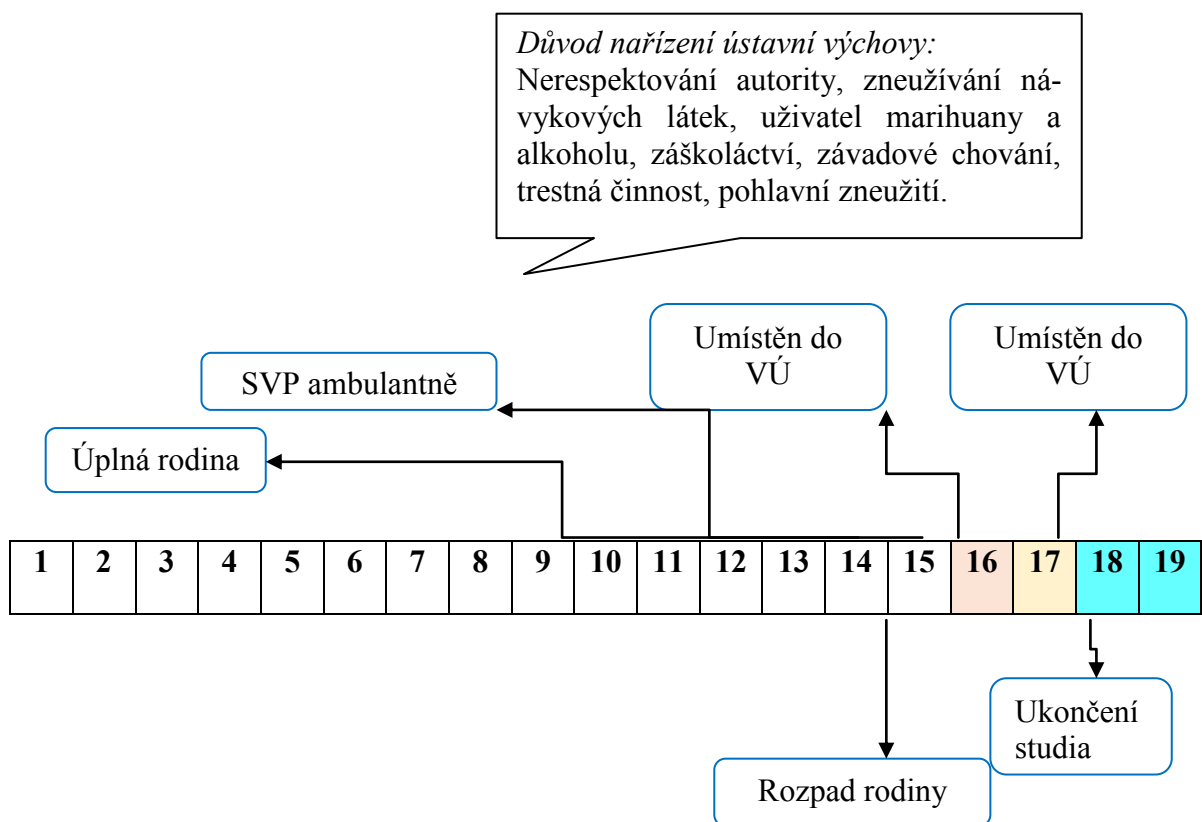 Důvod nařízení ústavní výchovy:
Nerespektování autority, zneužívání ná-
vykových látek, uživatel marihuany a
alkoholu, záškoláctví, závadové chování,
trestná činnost, pohlavní zneužití.
Umístěn do
VÚ
Umístěn do
VÚ
SVP ambulantně
Úplná rodina
1 2 3 4 5 6 7 8 9 10 11 12 13 14 15 16 17 18 19
Ukončení
studia
Rozpad rodiny